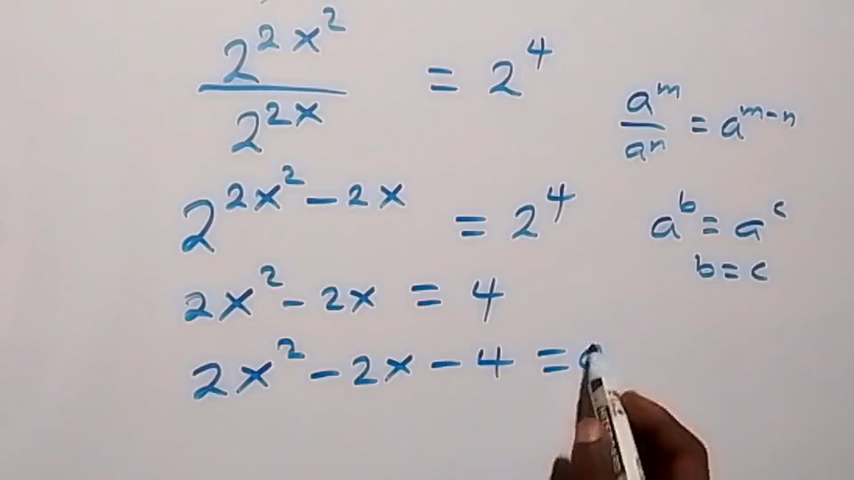 2^{2x^2} / 2^{2x} = 2^4
a^m / a^n = a^{m-n}
2^{2x^2 - 2x} = 2^4
a^b = a^c
b = c
2x^2 - 2x = 4
2x^2 - 2x - 4 =